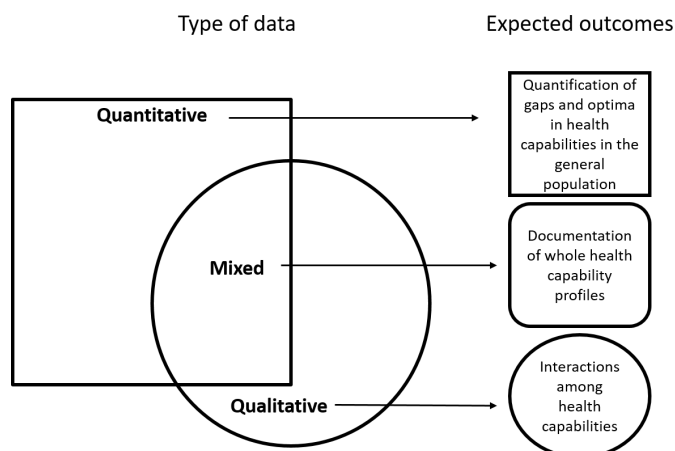 Type of data
Expected outcomes
Quantitative
Quantification of
gaps and optima
in health
capabilities in the
general
population
Mixed
Documentation
of whole health
capability
profiles
Qualitative
Interactions
among
health
capabilities